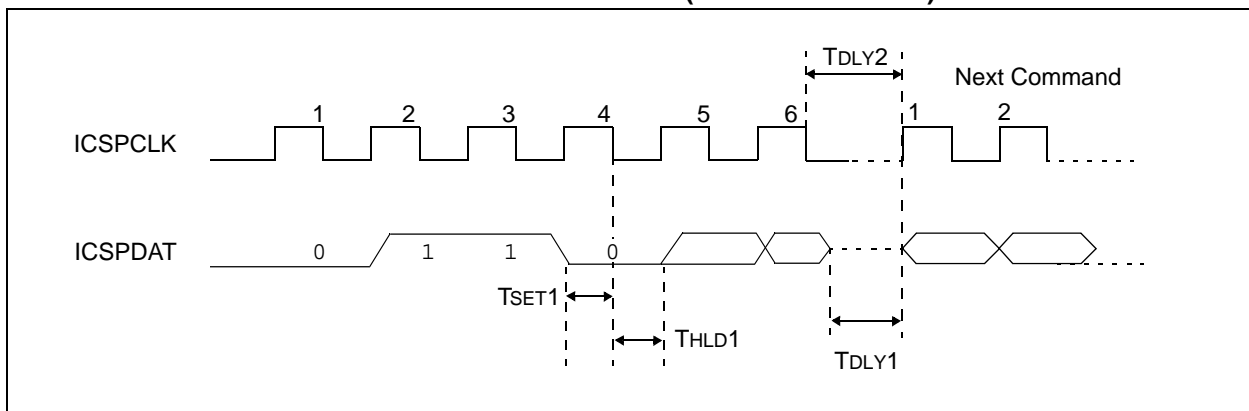 TDLY2
Next Command
1 2 3 4 5 6 1 2
ICSPCLK
ICSPDAT
0 1 1 0
TSET1
THLD1
TDLY1